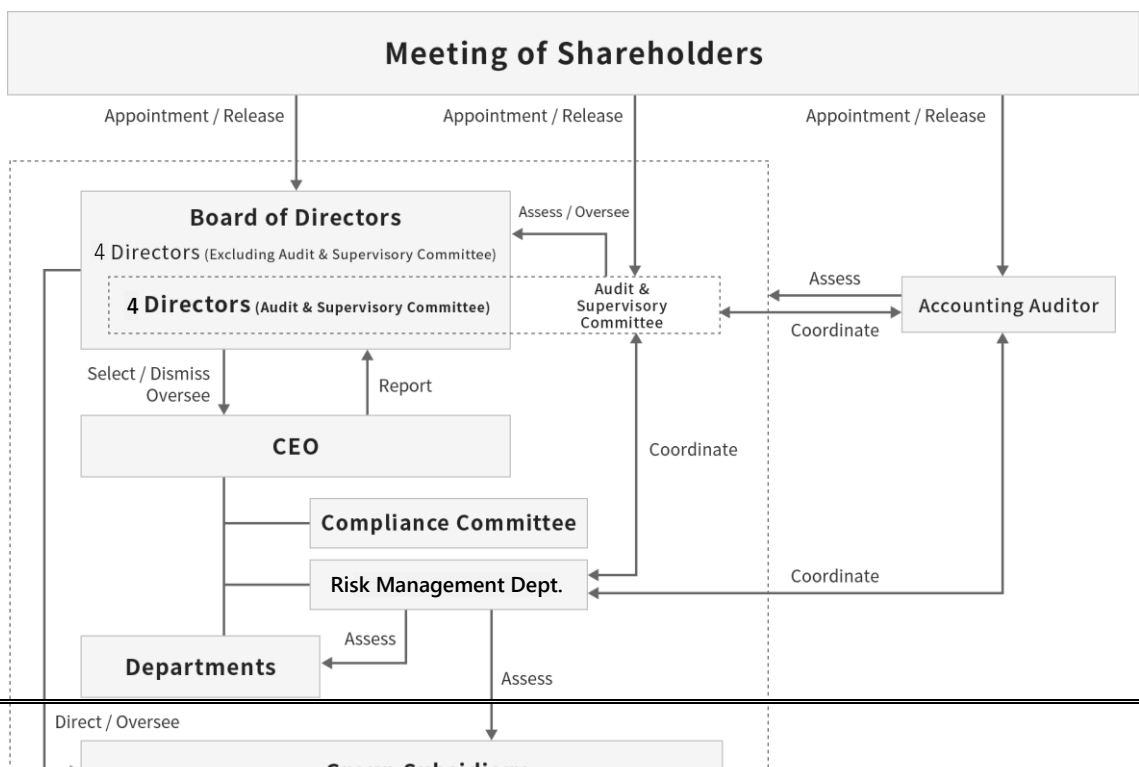 Meeting of Shareholders
Appointment / Release
Appointment / Release
Appointment / Release
Board of Directors
4 Directors (Excluding Audit & Supervisory Committee)
4 Directors (Audit & Supervisory Committee)
Assess / Oversee
Audit &
Supervisory
Committee
Assess
Coordinate
Accounting Auditor
Select / Dismiss
Oversee
Report
CEO
Coordinate
Compliance Committee
Risk Management Dept.
Coordinate
Assess
Departments
Assess
Direct / Oversee